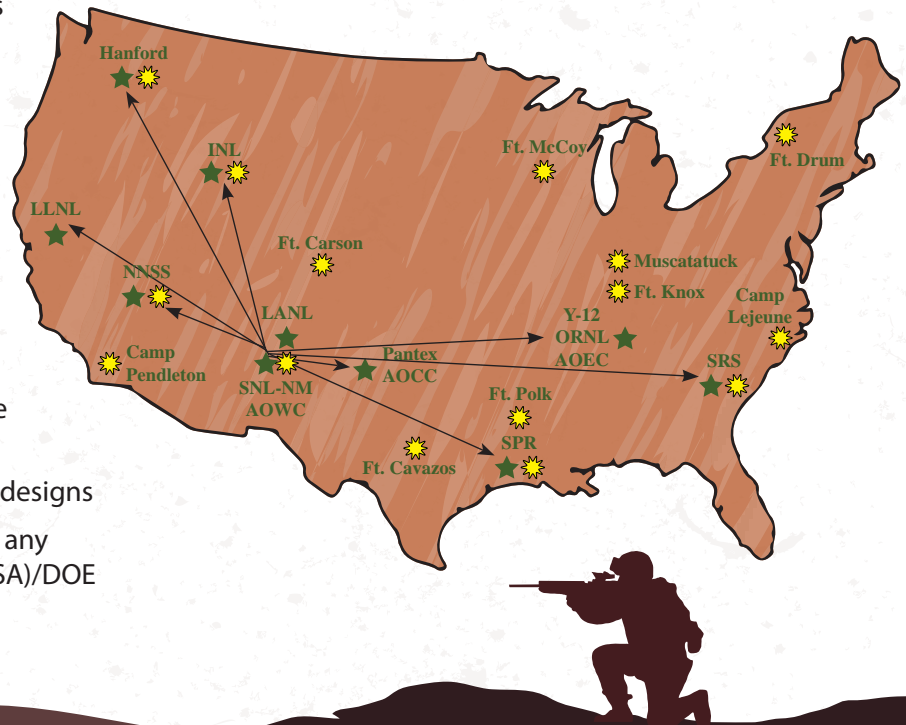 s
Hanford
INL
Ft. McCoy
Ft. Drum
LLNL
Ft. Carson
NNSS
Muscatatuck
Ft. Knox
Camp
Lejeune
LANL
Y-12
ORNL
AOEC
Camp
Pendleton
Pantex
AOCC
SNL-NM
AOWC
SRS
Ft. Polk
SPR
Ft. Cavazos
e
designs
any
SA)/DOE